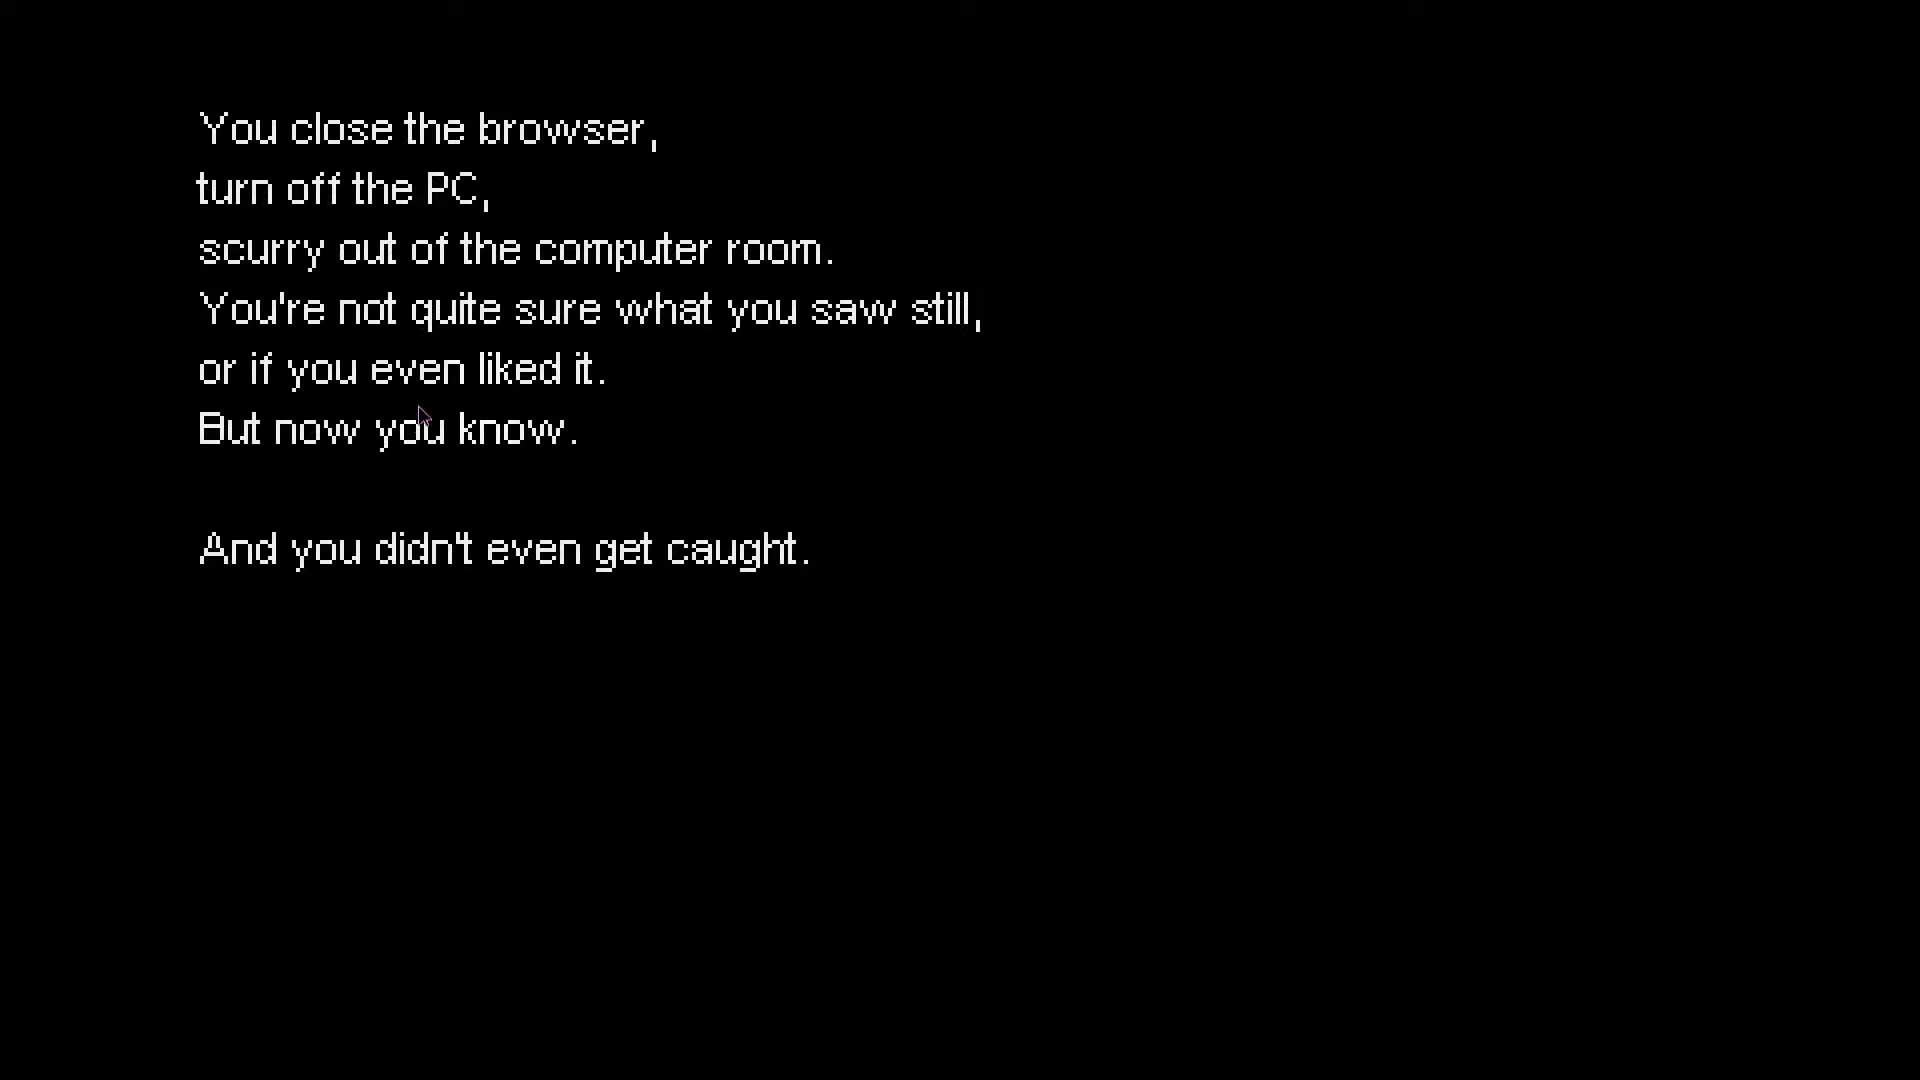 You close the browser,
turn off the PC,
scurry out of the computer room.
You're not quite sure what you saw still,
or if you even liked it.
But now you know.
And you didn't even get caught.